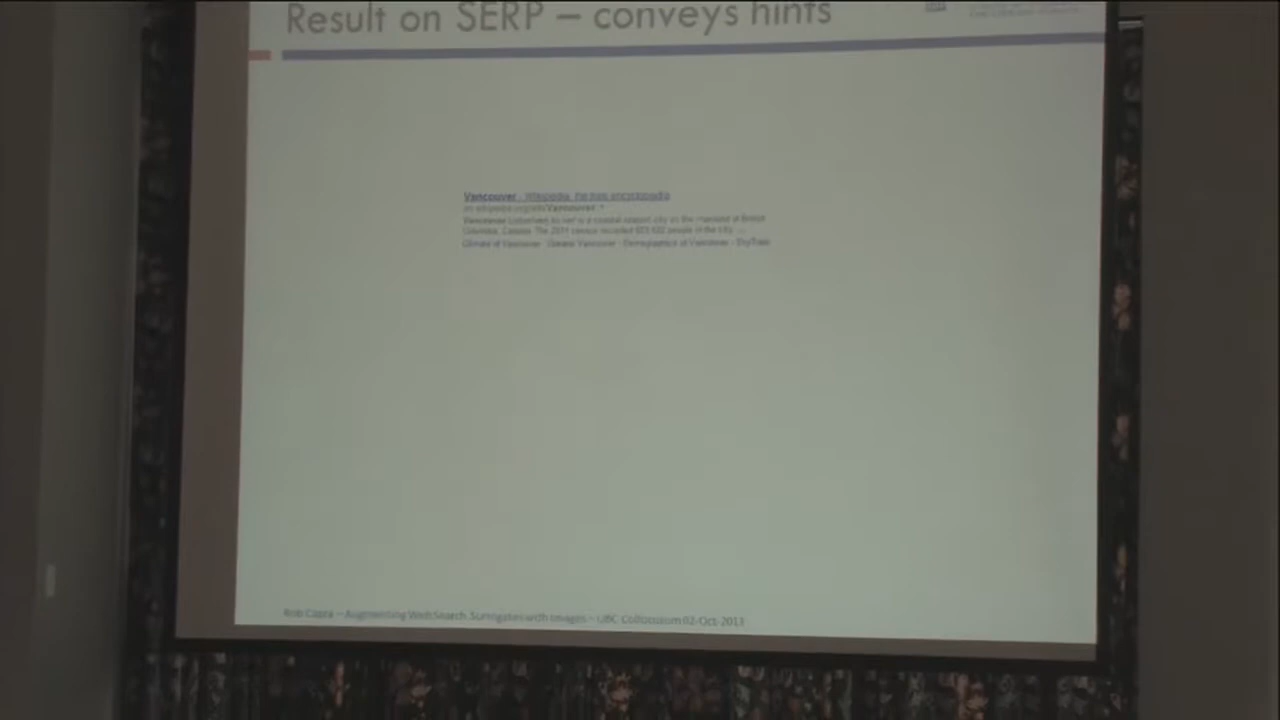 Result on SERP – conveys hints
Vancouver - Wikipedia, the free encyclopedia
en.wikipedia.org/wiki/Vancouver
Vancouver is a coastal seaport city on the mainland of British
Columbia, Canada. The 2011 census recorded 603,502 people in the city. ...
Climate of Vancouver - Greater Vancouver - Demographics of Vancouver - SkyTrain
Rob Capra – Augmenting Web Search Surrogates with Images – UBC Colloquium 02-Oct-2013